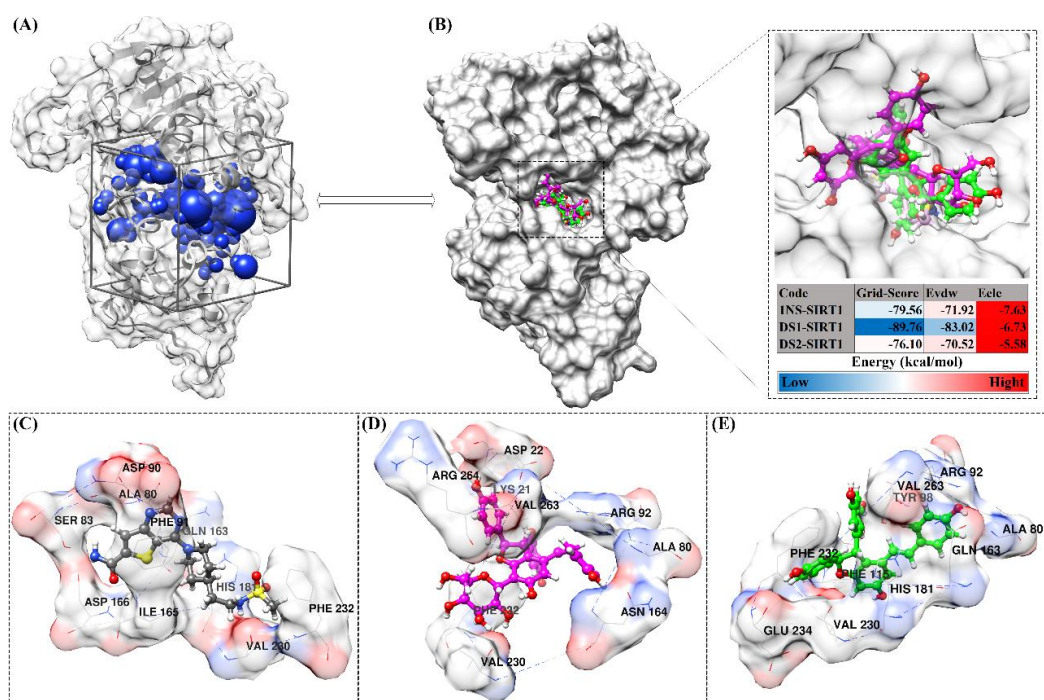 (A)
(B)
Code Grid-Score Evdw Eele
1NS-SIRT1 -79.56 -71.92 -7.63
DS1-SIRT1 -89.76 -83.02 -6.73
DS2-SIRT1 -76.10 -70.52 -5.58
Energy (kcal/mol)
Low Hight
(C)
ASP 90
ALA 80
SER 83
PHE 91
GLN 163
HIS 181
ASP 166
ILE 165
PHE 232
VAL 230
(D)
ASP 22
ARG 264
LYS 21
VAL 263
ARG 92
ALA 80
PHE 232
ASN 164
VAL 230
(E)
ARG 92
VAL 263
TYR 98
ALA 80
GLN 163
PHE 232
PHE 115
HIS 181
GLU 234
VAL 230